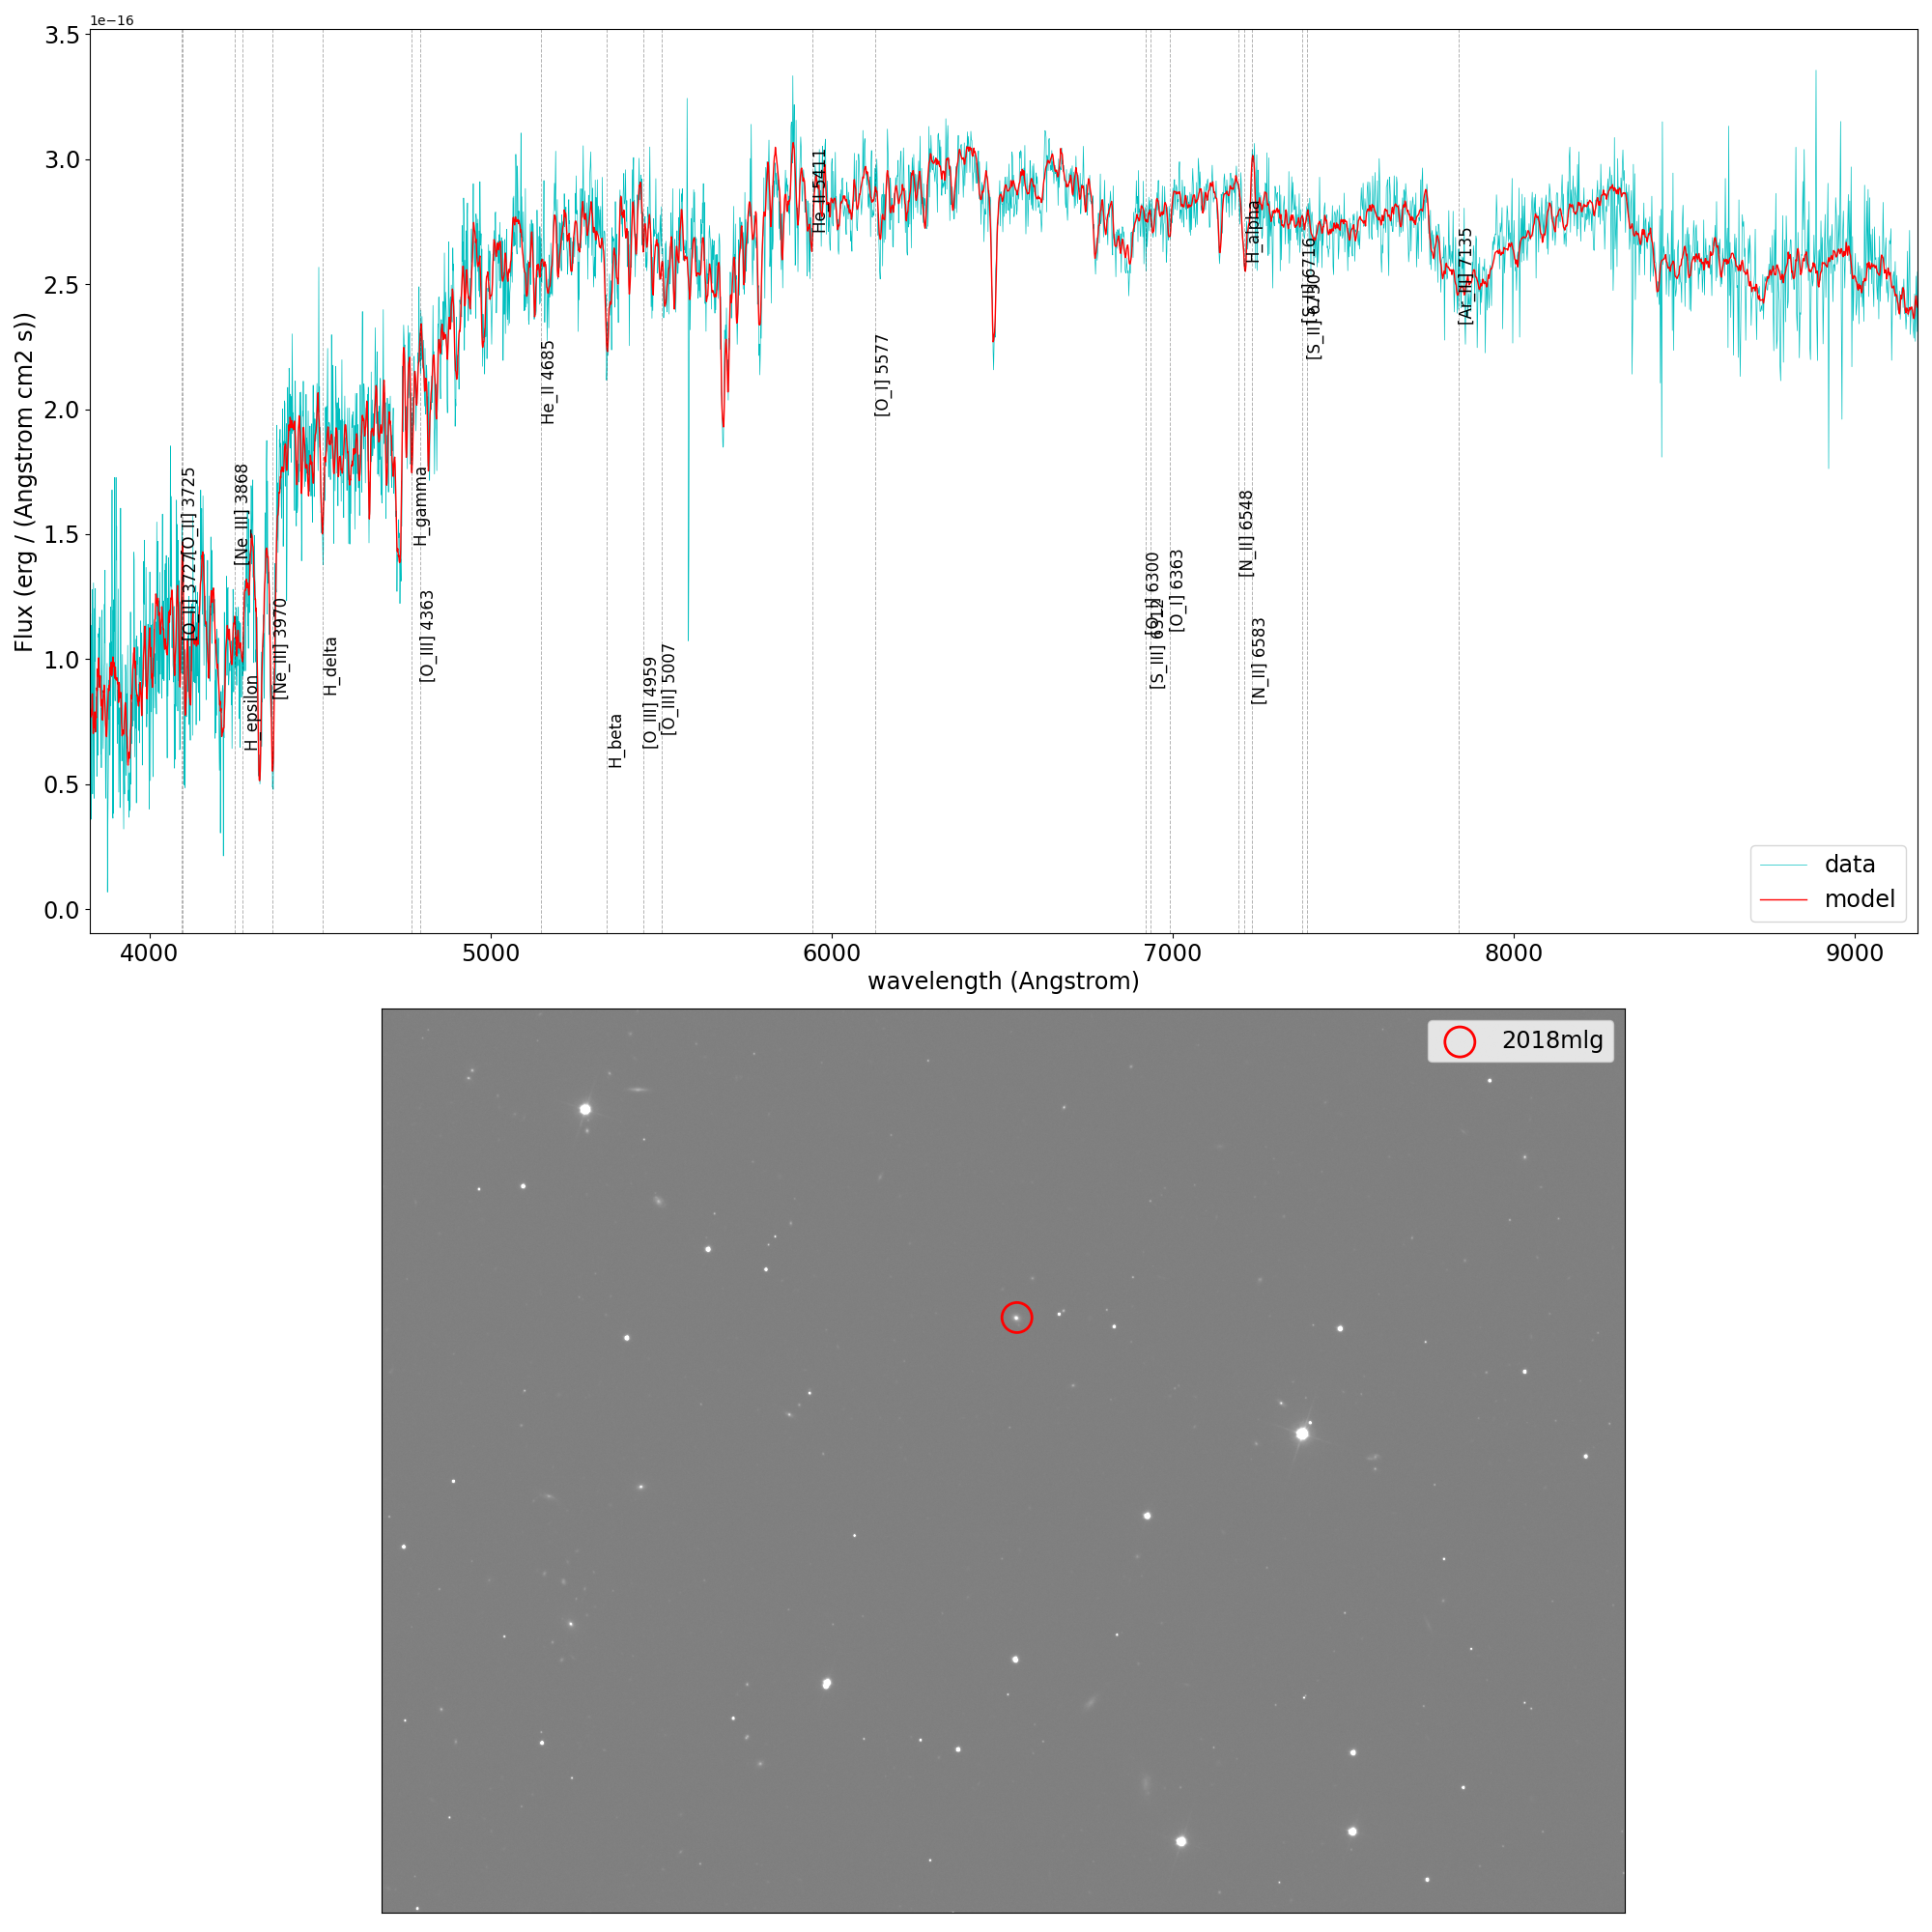 1e−16
3.5
3.0
2.5
2.0
1.5
1.0
0.5
0.0
Flux (erg / (Angstrom cm2 s))
[O_II] 3727
[O_II] 3725
[Ne_III] 3868
H_epsilon
[Ne_III] 3970
H_delta
H_gamma
[O_III] 4363
He_II 4685
H_beta
[O_III] 4959
[O_III] 5007
He_II 5411
[O_I] 5577
[O_I] 6300
[S_III] 6312
[O_I] 6363
[N_II] 6548
H_alpha
[N_II] 6583
[S_II] 6716
[S_II] 6730
[Ar_III] 7135
data
model
4000 5000 6000 7000 8000 9000
wavelength (Angstrom)
2018mlg